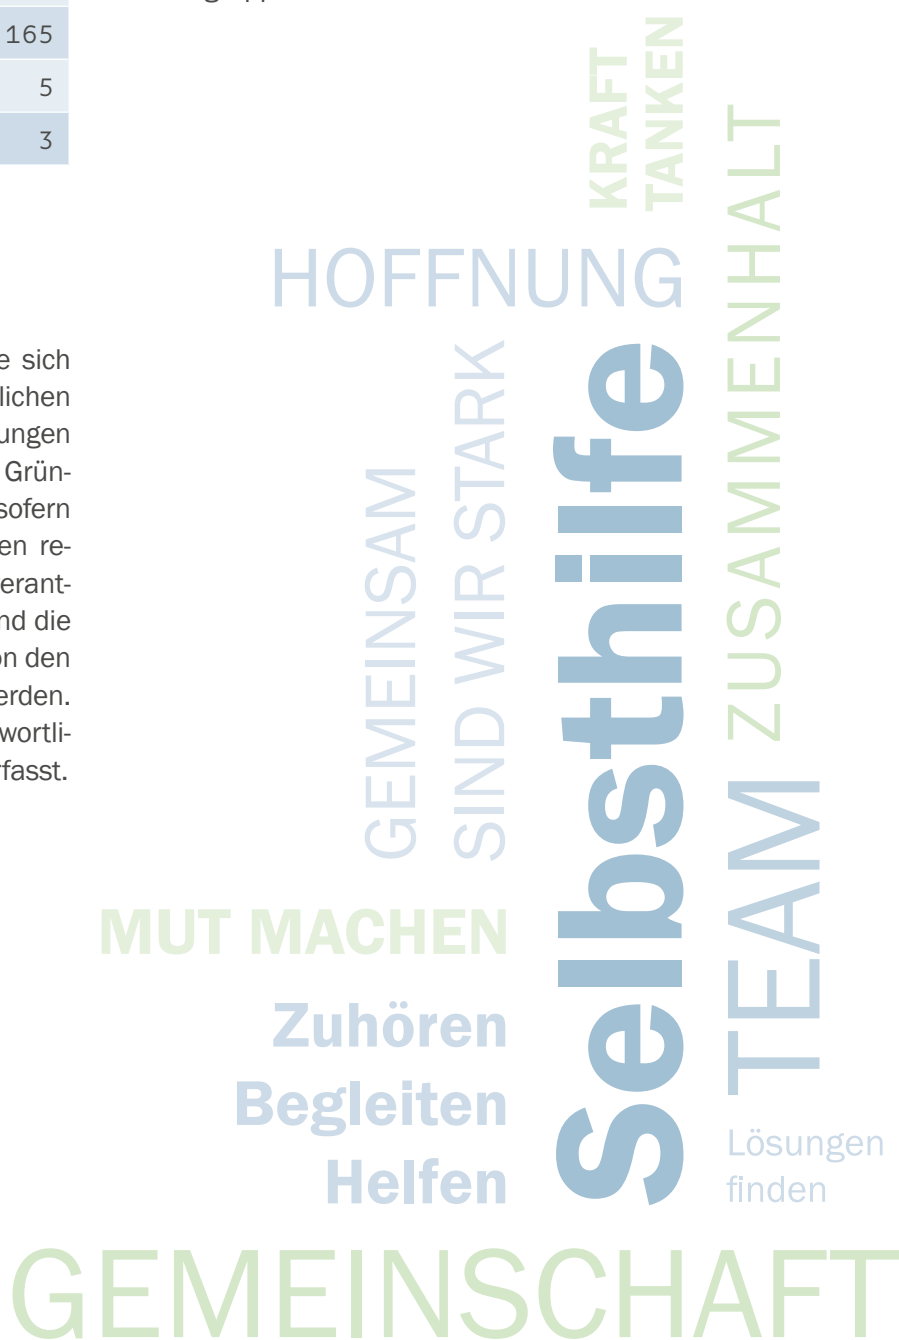 165
5
3
e sich
lichen
ungen
Grün-
sofern
en re-
erant-
nd die
on den
erden.
wortli-
fasst.
KRAFT
TANKEN
HOFFNUNG
ZUSAMMENHALT
GEMEINSAM
SIND WIR STARK
Selbsthilfe
TEAM
MUT MACHEN
Zuhören
Begleiten
Helfen
Lösungen
finden
GEMEINSCHAFT